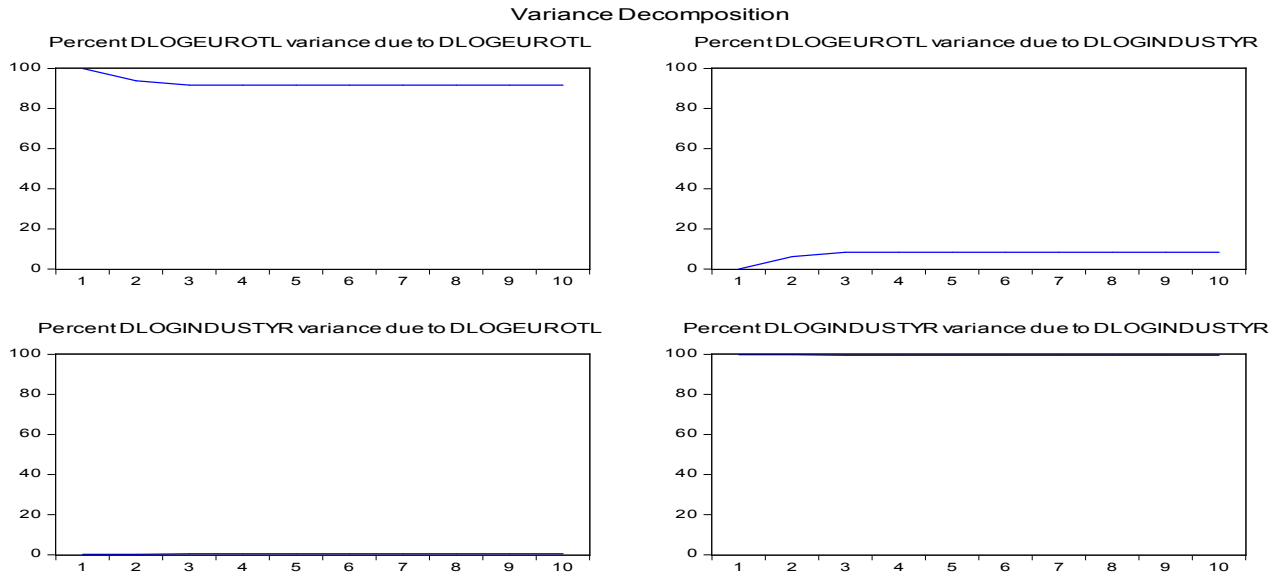 Variance Decomposition
Percent DLOGEUROTL variance due to DLOGEUROTL
100
80
60
40
20
0
1 2 3 4 5 6 7 8 9 10
Percent DLOGEUROTL variance due to DLOGINDUSTYR
100
80
60
40
20
0
1 2 3 4 5 6 7 8 9 10
Percent DLOGINDUSTYR variance due to DLOGEUROTL
100
80
60
40
20
0
1 2 3 4 5 6 7 8 9 10
Percent DLOGINDUSTYR variance due to DLOGINDUSTYR
100
80
60
40
20
0
1 2 3 4 5 6 7 8 9 10